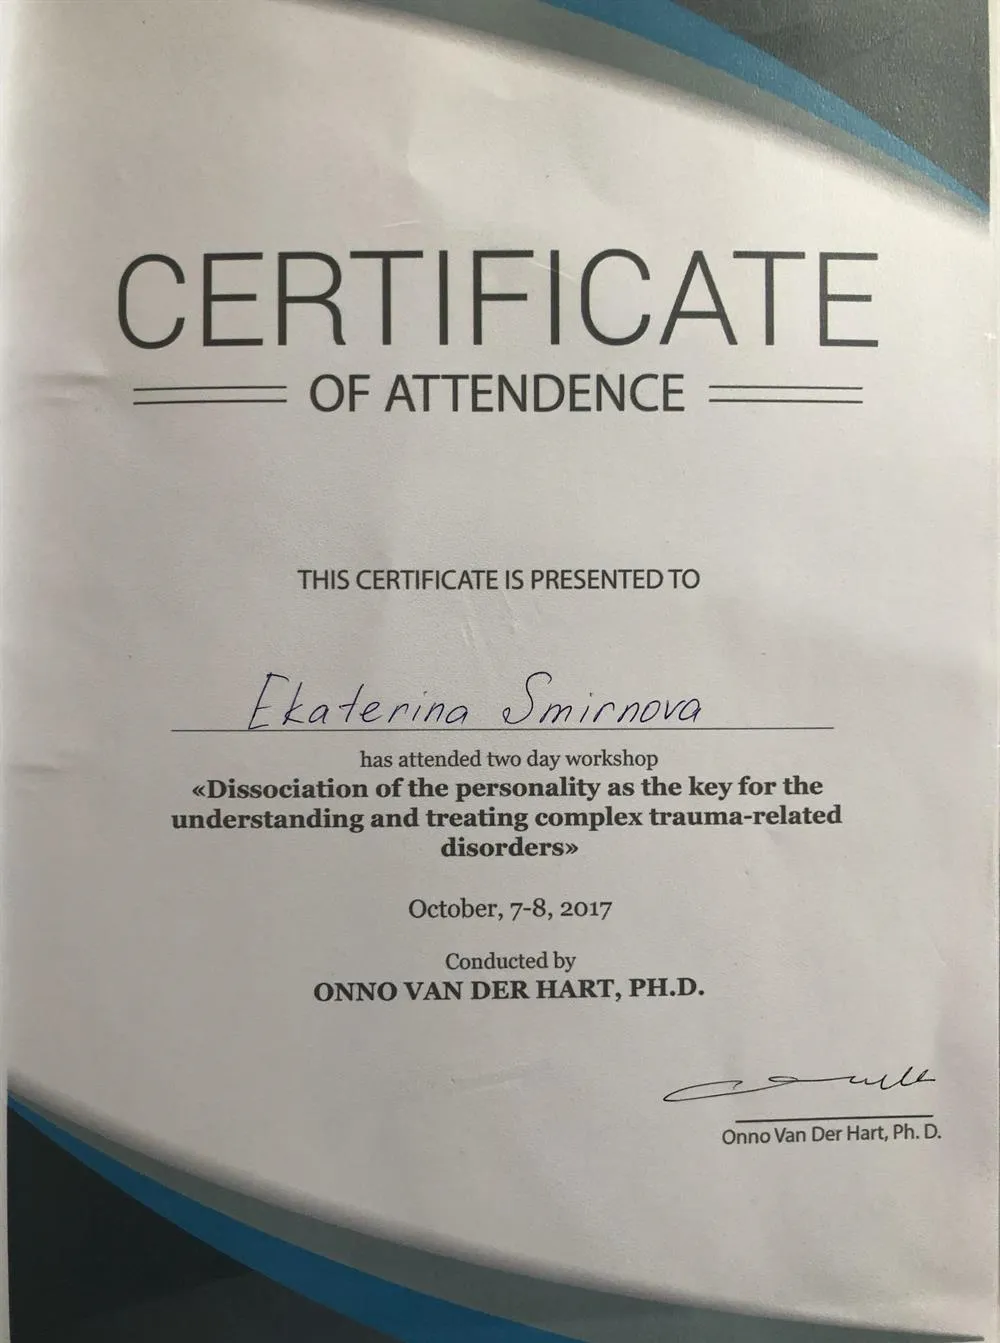 CERTIFICATE
OF ATTENDENCE
THIS CERTIFICATE IS PRESENTED TO
Ekaterina Smirnova
has attended two day workshop
«Dissociation of the personality as the key for the
understanding and treating complex trauma-related
disorders»
October, 7-8, 2017
Conducted by
ONNO VAN DER HART, PH.D.
Onno Van Der Hart, Ph. D.